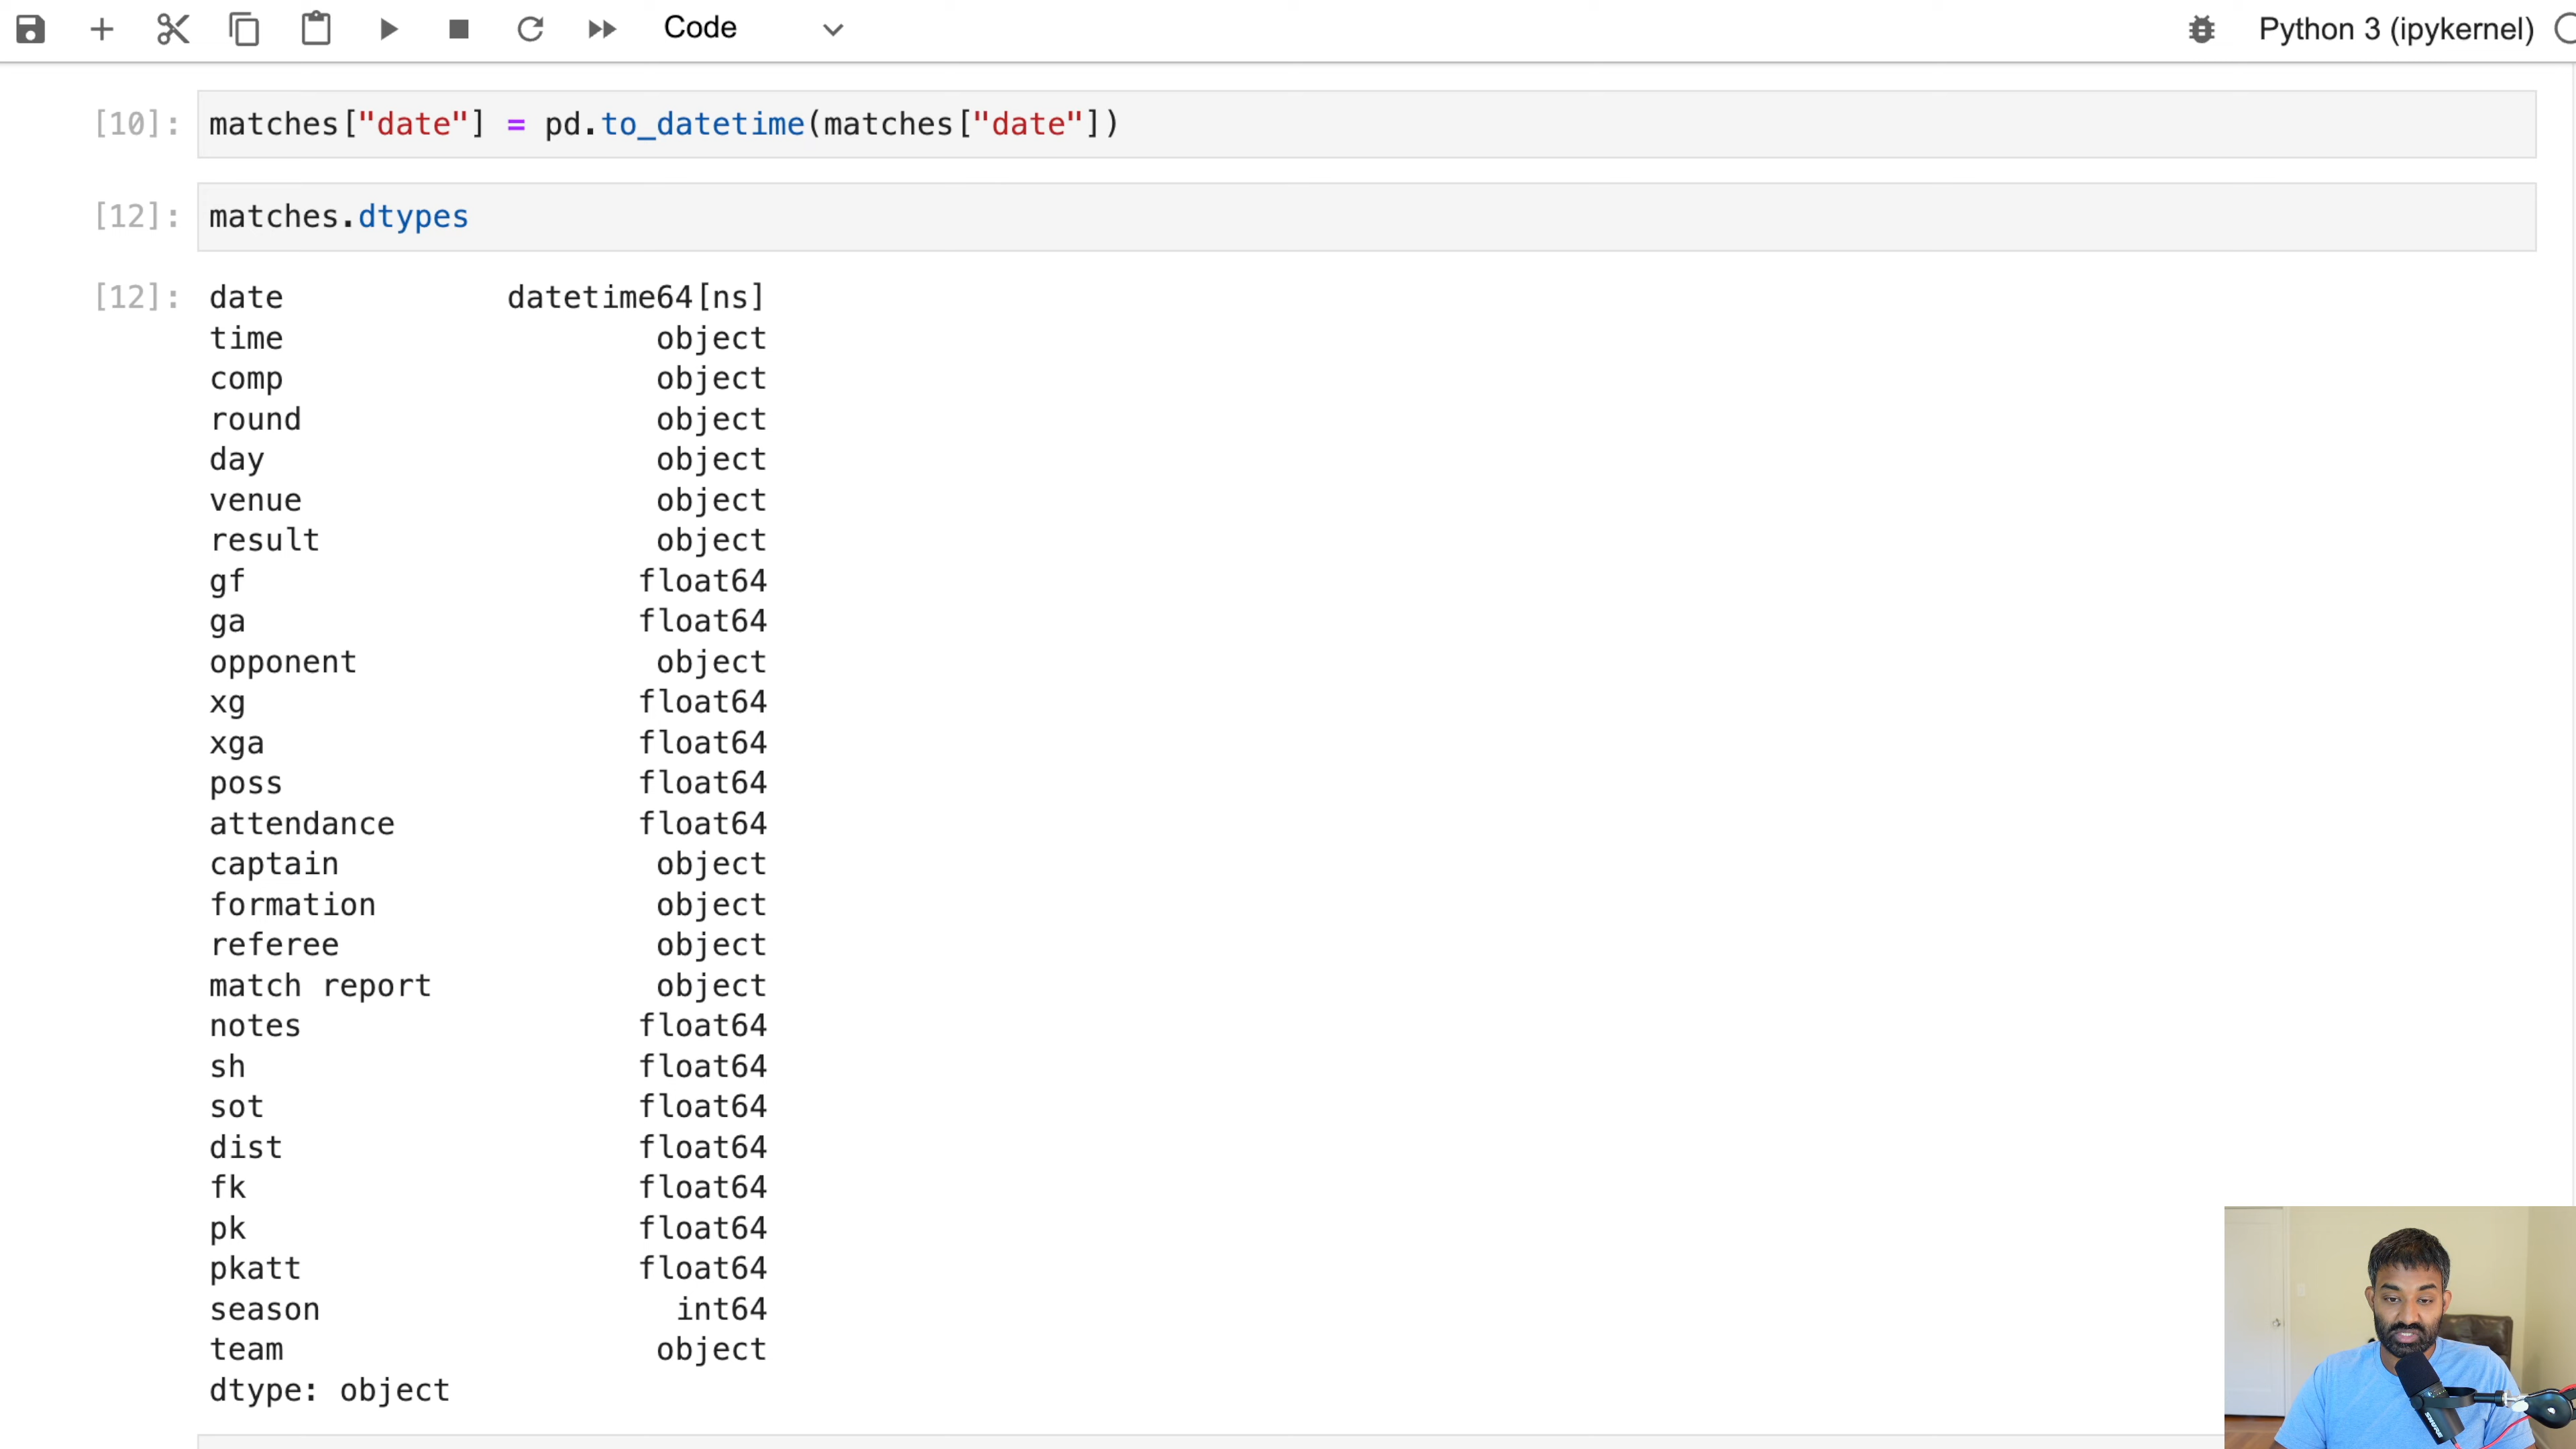 Code
Python 3 (ipykernel)
[10]: matches["date"] = pd.to_datetime(matches["date"])
[12]: matches.dtypes
[12]: date datetime64[ns]
time object
comp object
round object
day object
venue object
result object
gf float64
ga float64
opponent object
xg float64
xga float64
poss float64
attendance float64
captain object
formation object
referee object
match report object
notes float64
sh float64
sot float64
dist float64
fk float64
pk float64
pkatt float64
season int64
team object
dtype: object